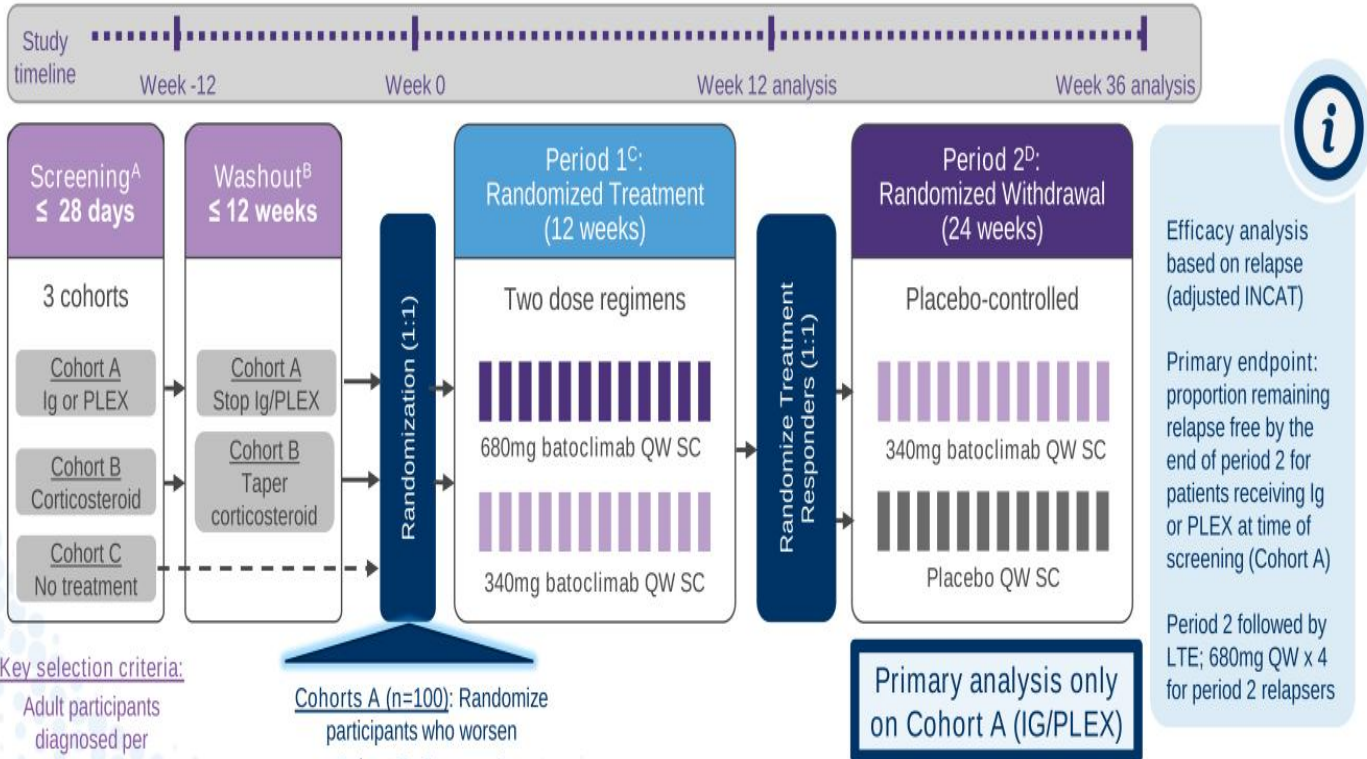 Study
timeline
Week -12
Week 0
Week 12 analysis
Week 36 analysis
Screening^A
≤ 28 days
3 cohorts
Cohort A
Ig or PLEX
Cohort B
Corticosteroid
Cohort C
No treatment
Washout^B
≤ 12 weeks
Cohort A
Stop Ig/PLEX
Cohort B
Taper
corticosteroid
Randomization (1:1)
Period 1^C:
Randomized Treatment
(12 weeks)
Two dose regimens
680mg batoclimab QW SC
340mg batoclimab QW SC
Randomize Treatment
Responders (1:1)
Period 2^D:
Randomized Withdrawal
(24 weeks)
Placebo-controlled
340mg batoclimab QW SC
Placebo QW SC
i
Efficacy analysis
based on relapse
(adjusted INCAT)
Primary endpoint:
proportion remaining
relapse free by the
end of period 2 for
patients receiving Ig
or PLEX at time of
screening (Cohort A)
Period 2 followed by
LTE; 680mg QW x 4
for period 2 relapsers
Key selection criteria:
Adult participants
diagnosed per
Cohorts A (n=100): Randomize
participants who worsen
Primary analysis only
on Cohort A (IG/PLEX)